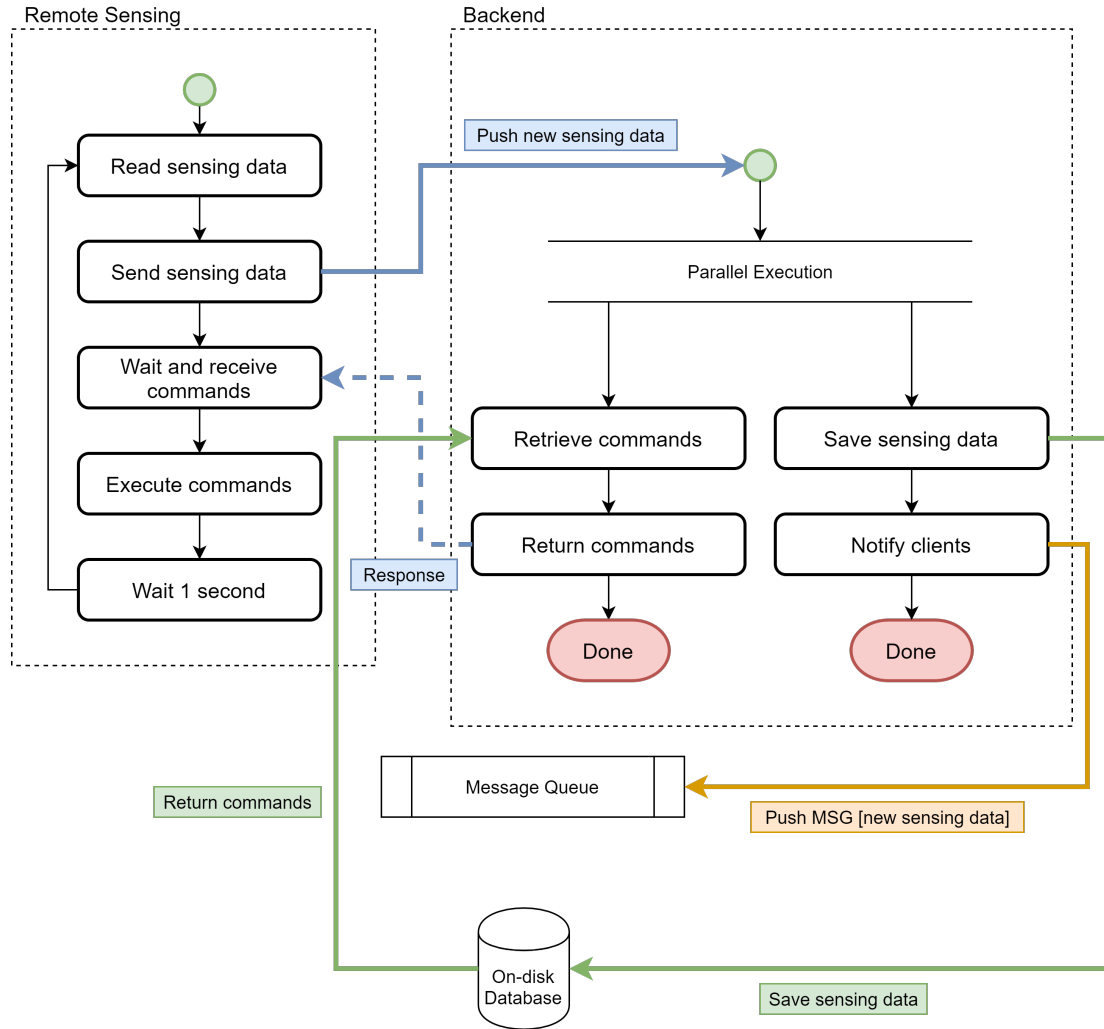 Remote Sensing
Backend
Push new sensing data
Read sensing data
Send sensing data
Parallel Execution
Wait and receive
commands
Retrieve commands
Save sensing data
Execute commands
Return commands
Notify clients
Response
Wait 1 second
Done
Done
Message Queue
Return commands
Push MSG [new sensing data]
On-disk
Database
Save sensing data